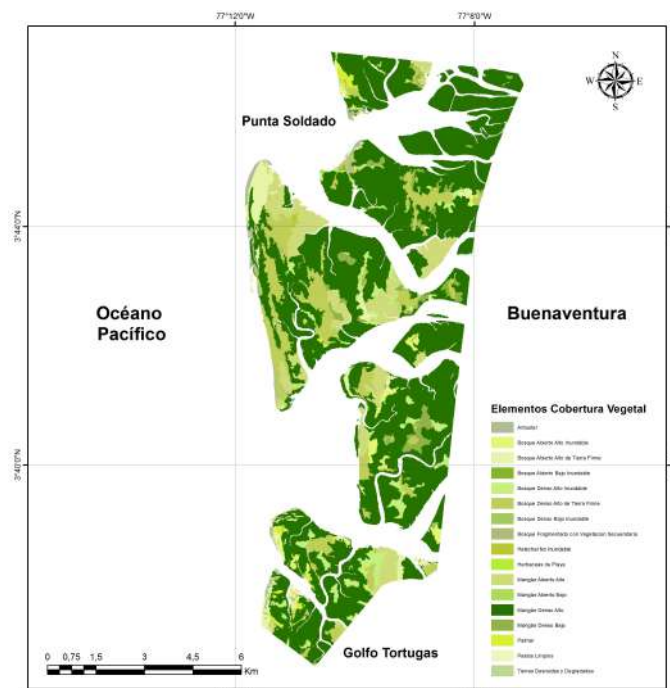 77°12'0"W
77°8'0"W
N
W
E
S
Punta Soldado
3°44'0"N
Océano
Pacífico
Buenaventura
Elementos Cobertura Vegetal
Arbustal
Bosque Abierto Alto Inundable
Bosque Abierto Alto de Tierra Firme
Bosque Abierto Bajo Inundable
Bosque Denso Alto Inundable
Bosque Denso Alto de Tierra Firme
Bosque Denso Bajo Inundable
Bosque Fragmentado con Vegetación Secundaria
Inundable
Herbazales de Playa
Manglar Abierto Alto
Manglar Abierto Bajo
Manglar Denso Alto
Manglar Denso Bajo
Palmar
Pastos Limpios
Tierras Desnudas y Degradadas
3°40'0"N
0 0,75 1,5 3 4,5 6
Km
Golfo Tortugas